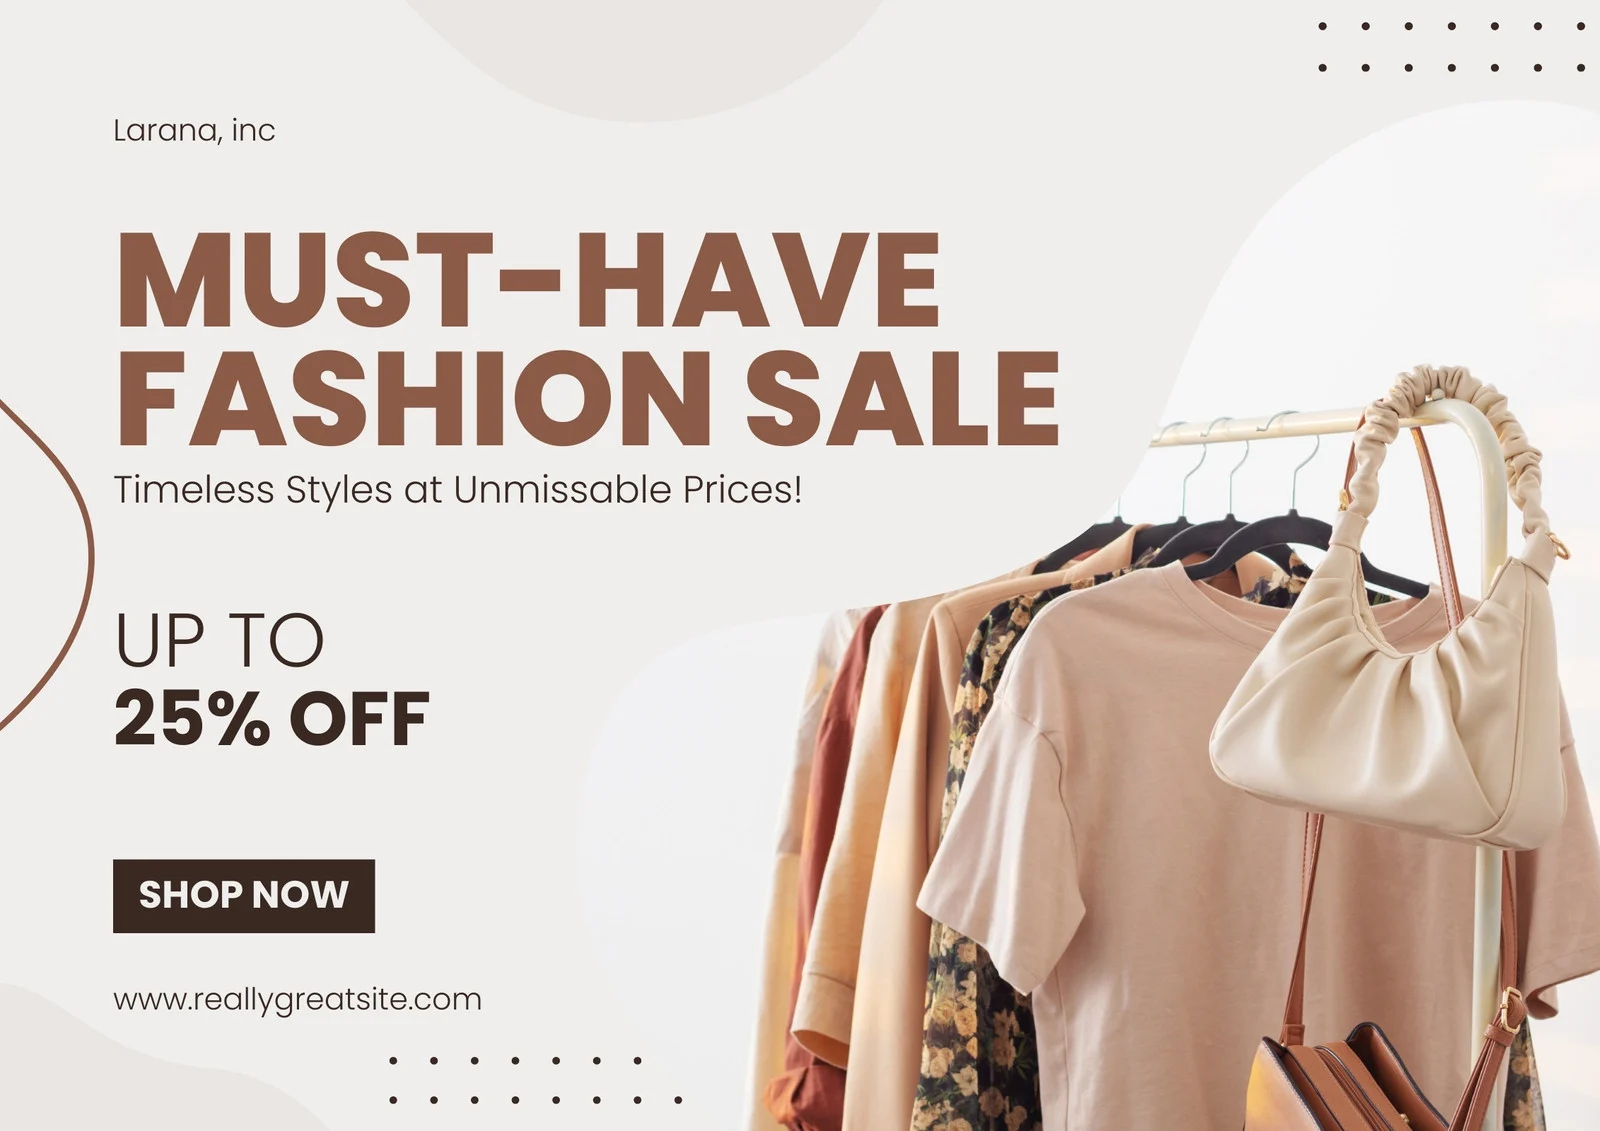 Larana, inc
MUST-HAVE
FASHION SALE
Timeless Styles at Unmissable Prices!
UP TO
25% OFF
SHOP NOW
www.reallygreatsite.com